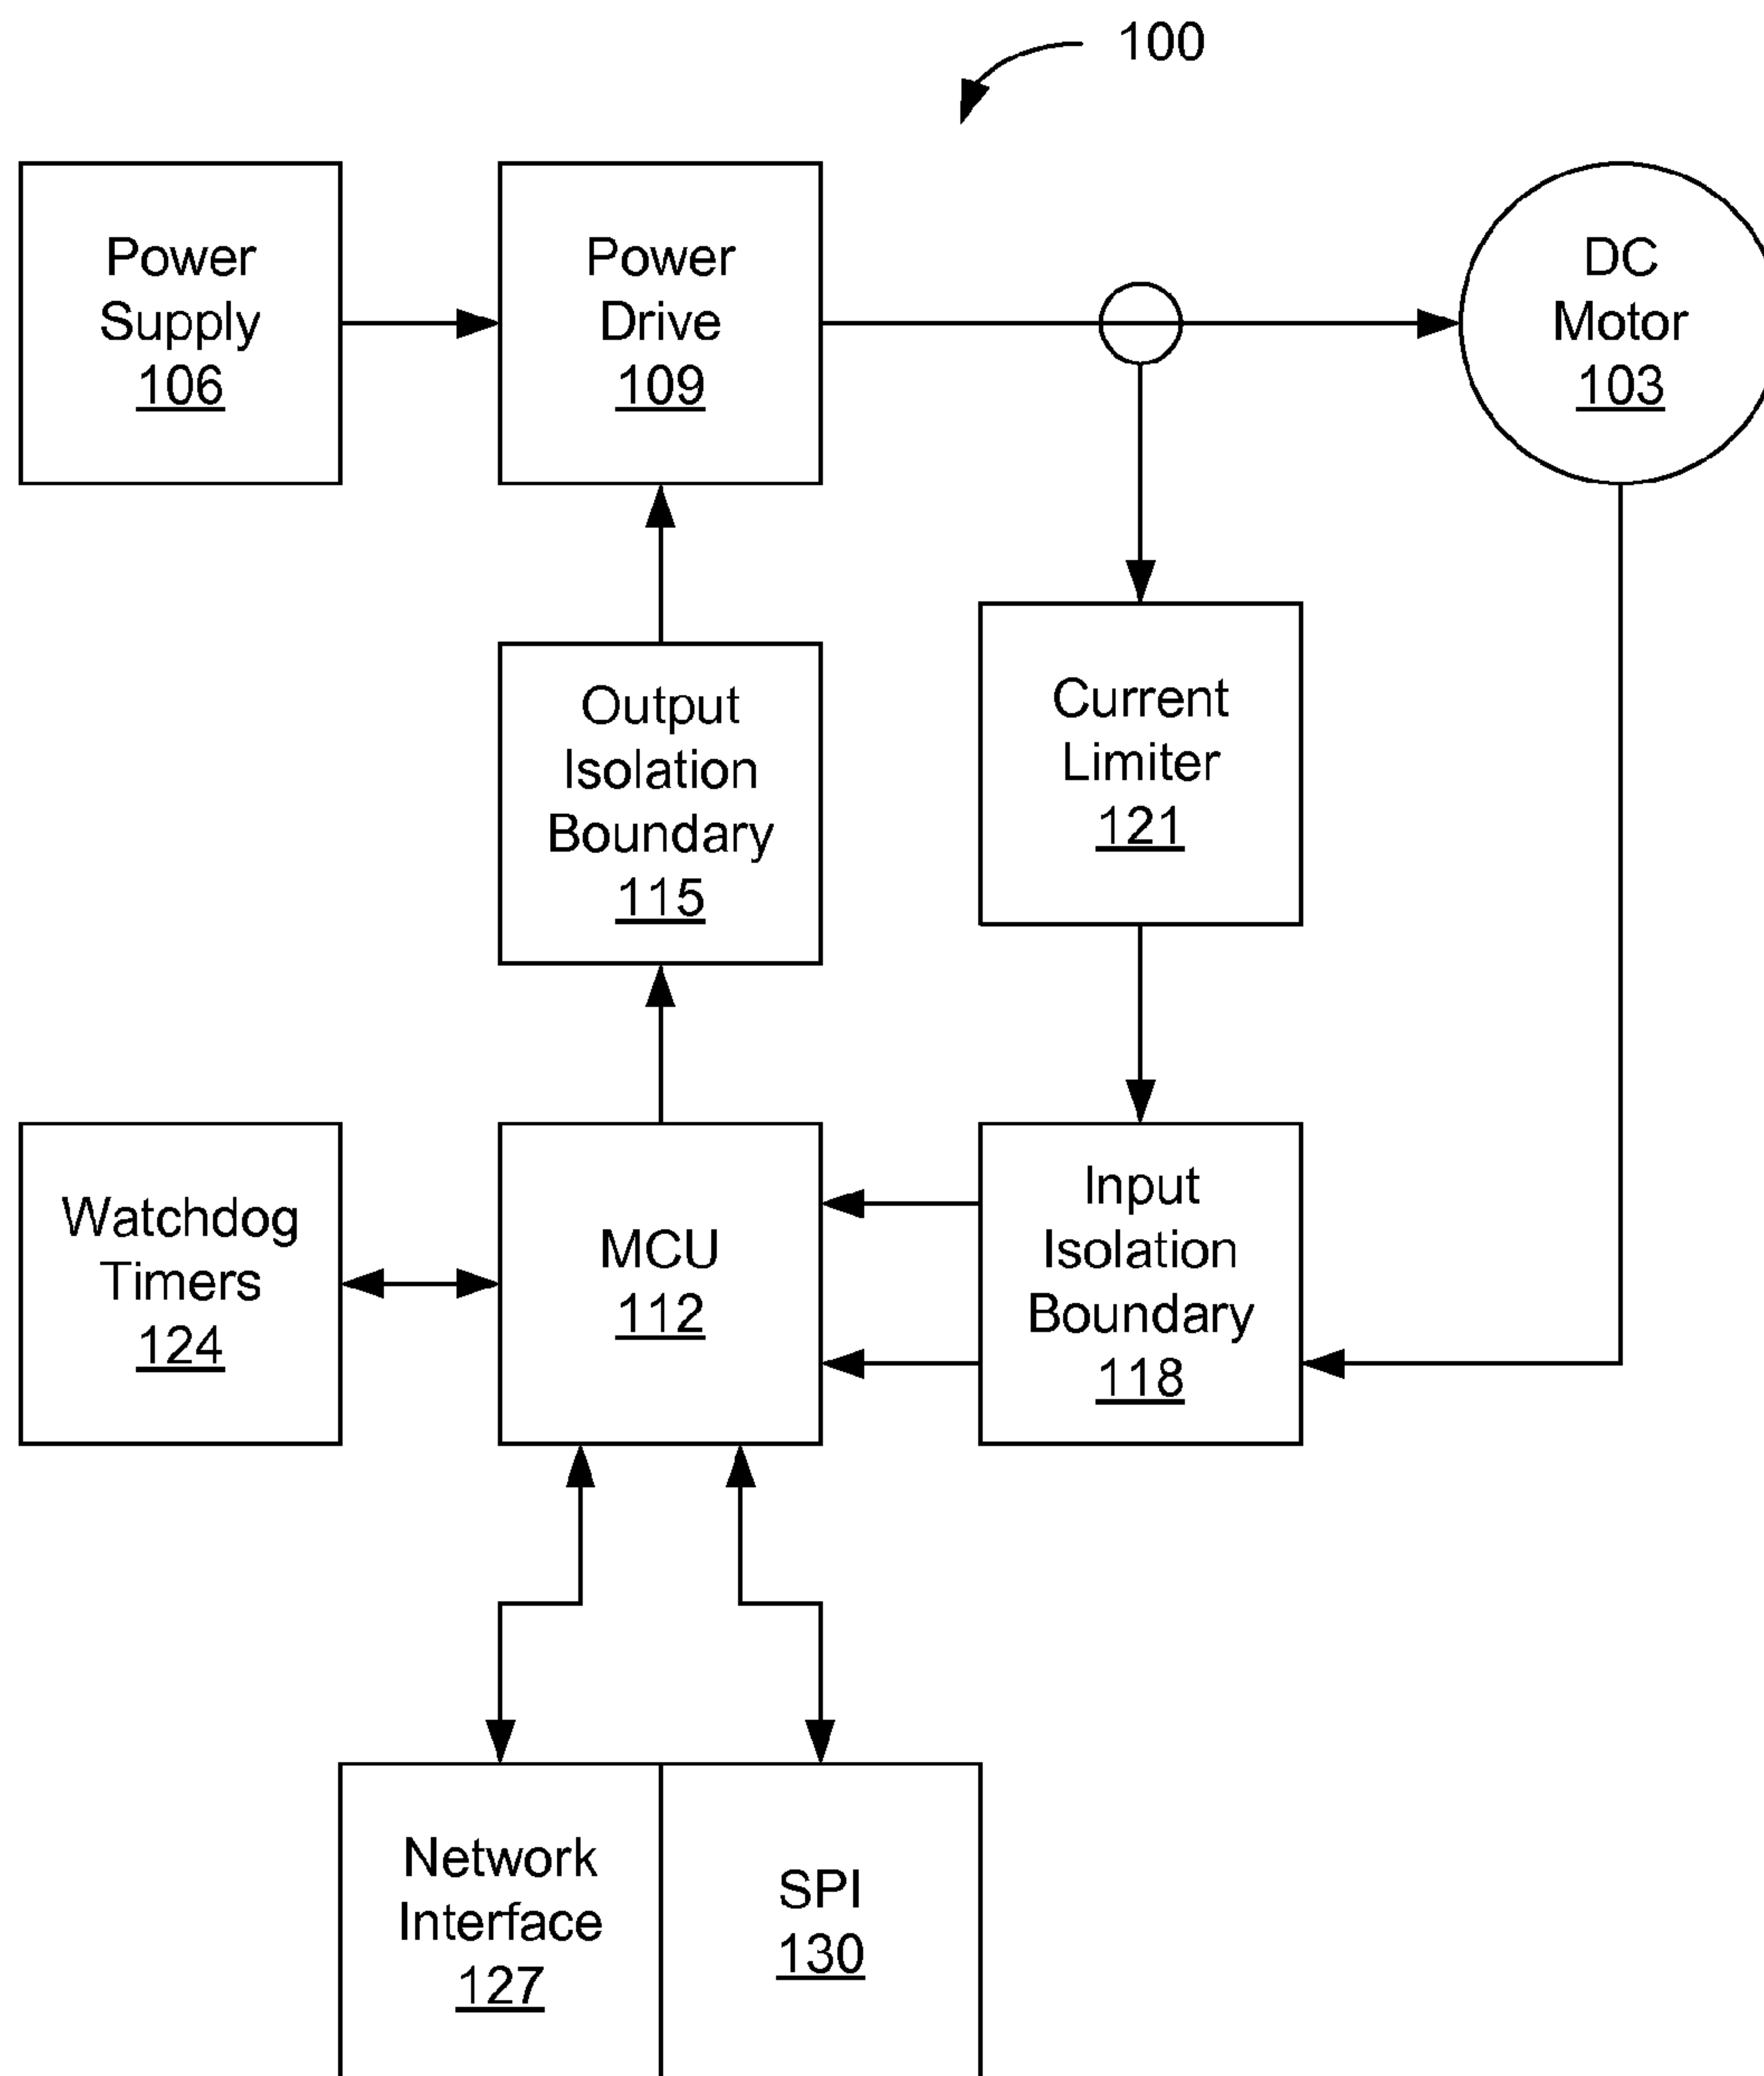 100
Power
Supply
106
Power
Drive
109
DC
Motor
103
Output
Isolation
Boundary
115
Current
Limiter
121
Watchdog
Timers
124
MCU
112
Input
Isolation
Boundary
118
Network
Interface
127
SPI
130